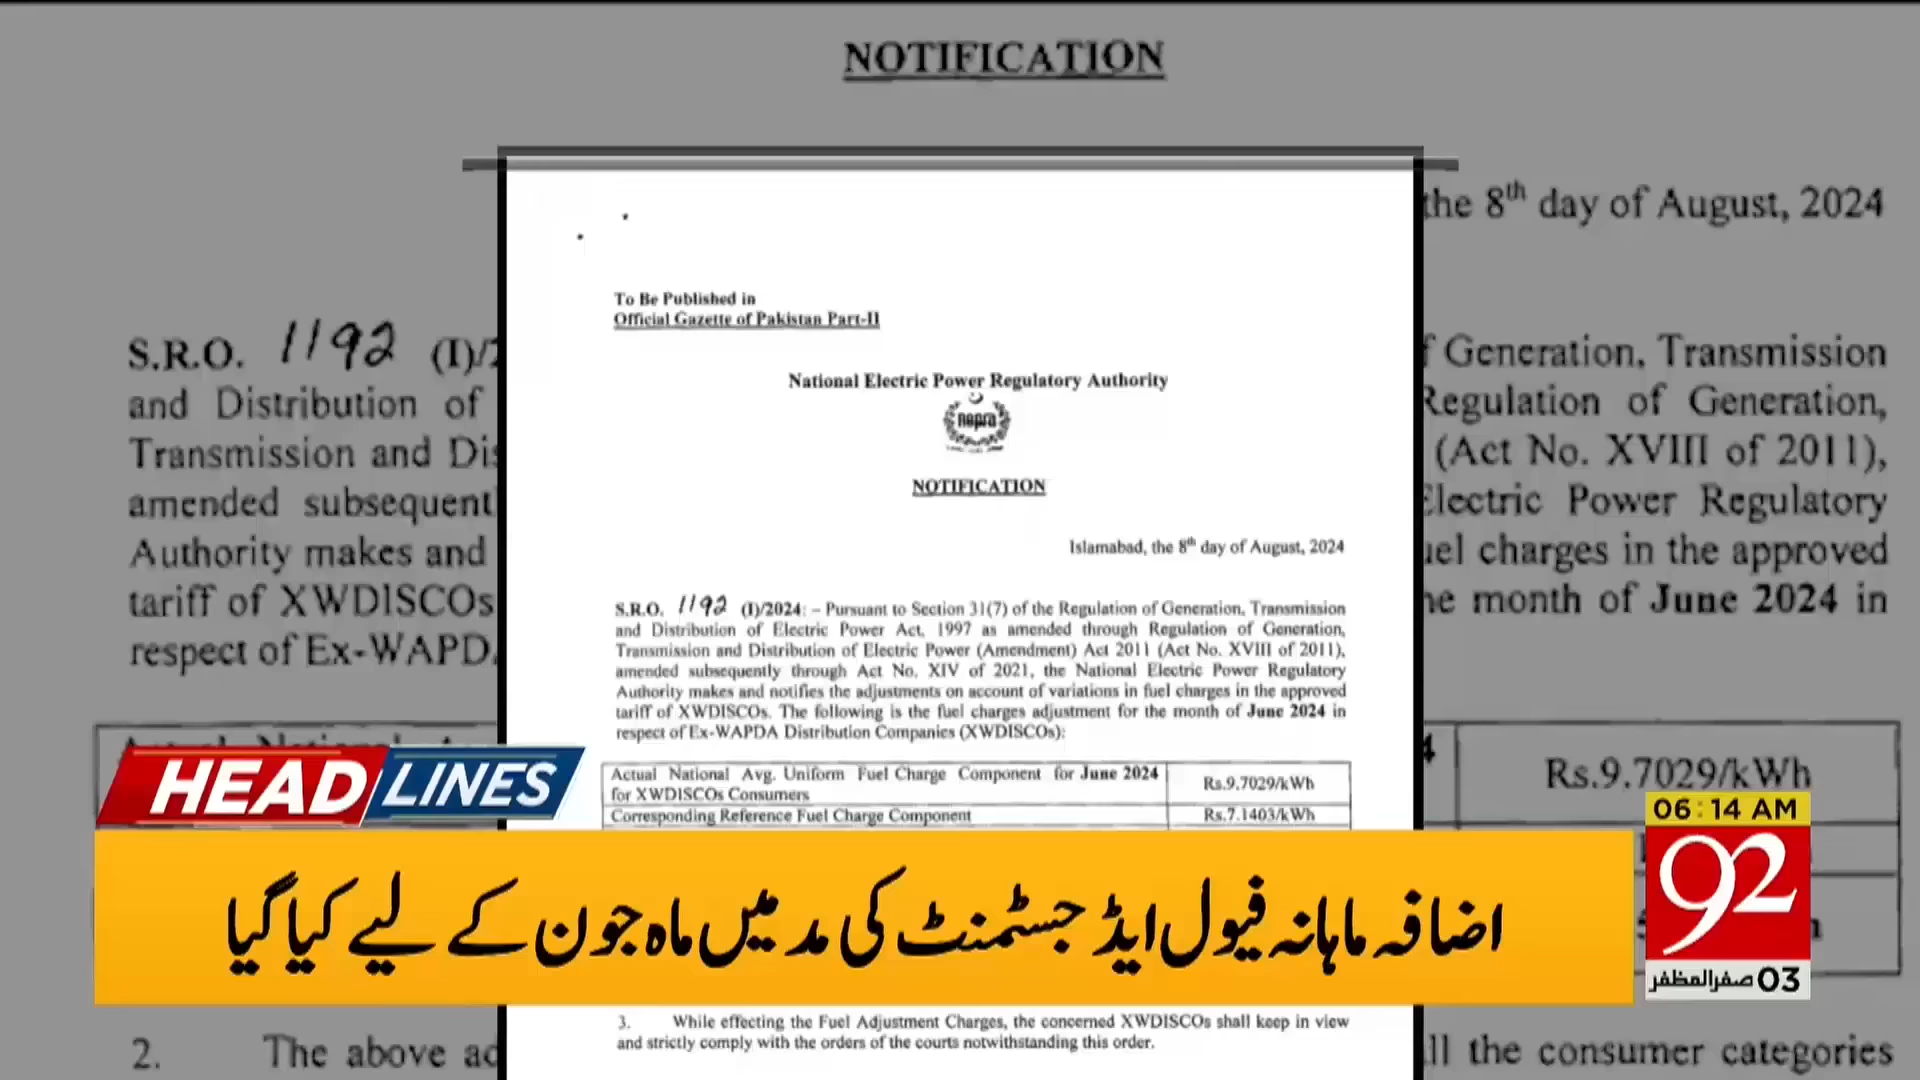 NOTIFICATION
the 8th day of August, 2024
S.R.O. 1192 (I)/2
f Generation, Transmission
and Distribution of
Regulation of Generation,
Transmission and Dis
(Act No. XVIII of 2011),
amended subsequent
Electric Power Regulatory
Authority makes and
uel charges in the approved
tariff of XWDISCOs
he month of June 2024 in
respect of Ex-WAPDA
Rs.9.7029/kWh
2. The above ad
ll the consumer categories
To Be Published in
Official Gazette of Pakistan Part-II
National Electric Power Regulatory Authority
nepra
NOTIFICATION
Islamabad, the 8th day of August, 2024
S.R.O. 1192 (I)/2024: – Pursuant to Section 31(7) of the Regulation of Generation, Transmission
and Distribution of Electric Power Act, 1997 as amended through Regulation of Generation,
Transmission and Distribution of Electric Power (Amendment) Act 2011 (Act No. XVIII of 2011),
amended subsequently through Act No. XIV of 2021, the National Electric Power Regulatory
Authority makes and notifies the adjustments on account of variations in fuel charges in the approved
tariff of XWDISCOs. The following is the fuel charges adjustment for the month of June 2024 in
respect of Ex-WAPDA Distribution Companies (XWDISCOs):
Actual National Avg. Uniform Fuel Charge Component for June 2024
for XWDISCOs Consumers
Rs.9.7029/kWh
Corresponding Reference Fuel Charge Component
Rs.7.1403/kWh
3. While effecting the Fuel Adjustment Charges, the concerned XWDISCOs shall keep in view
and strictly comply with the orders of the courts notwithstanding this order.
HEADLINES
اضافہ ماہانہ فیول ایڈجسٹمنٹ کی مد میں ماہ جون کے لیے کیا گیا
06:14 AM
92
03 صفرالمظفر